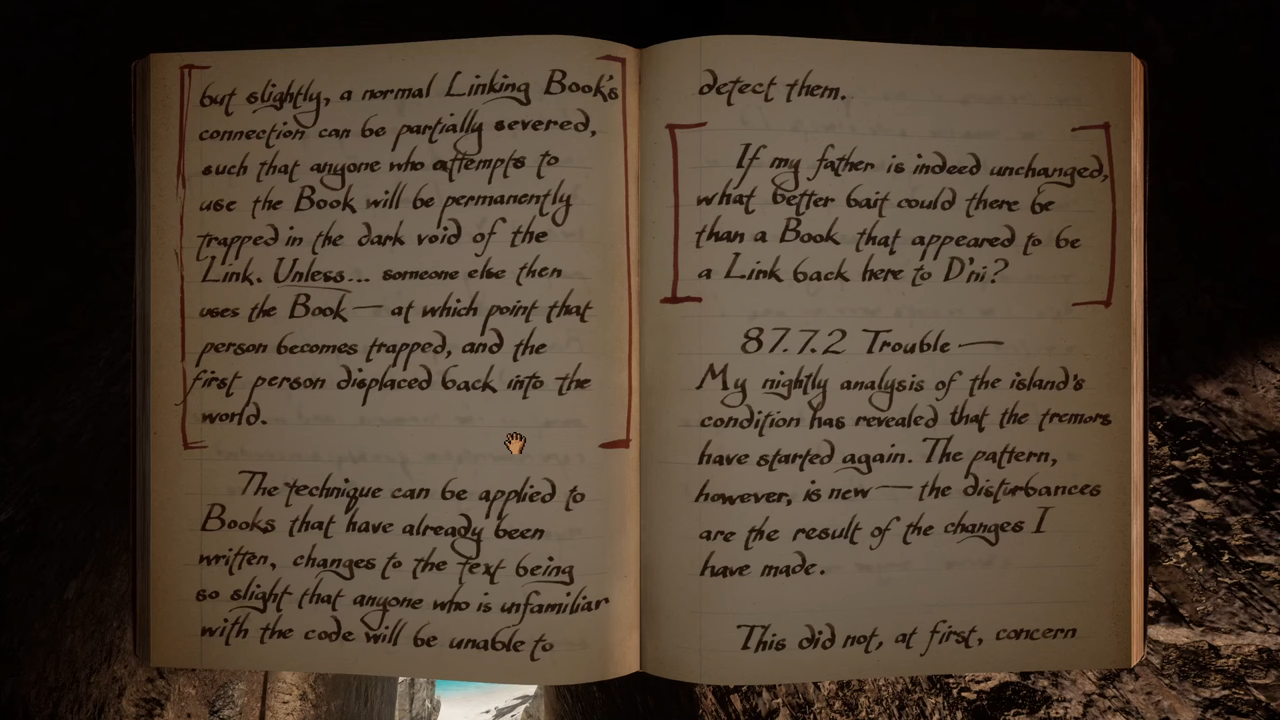 but slightly, a normal Linking Book's
connection can be partially severed,
such that anyone who attempts to
use the Book will be permanently
trapped in the dark void of the
Link. Unless... someone else then
uses the Book — at which point that
person becomes trapped, and the
first person displaced back into the
world.
The technique can be applied to
Books that have already been
written, changes to the text being
so slight that anyone who is unfamiliar
with the code will be unable to
detect them.
If my father is indeed unchanged,
what better bait could there be
than a Book that appeared to be
a Link back here to D'ni?
87.7.2 Trouble —
My nightly analysis of the island's
condition has revealed that the tremors
have started again. The pattern,
however, is new — the disturbances
are the result of the changes I
have made.
This did not, at first, concern